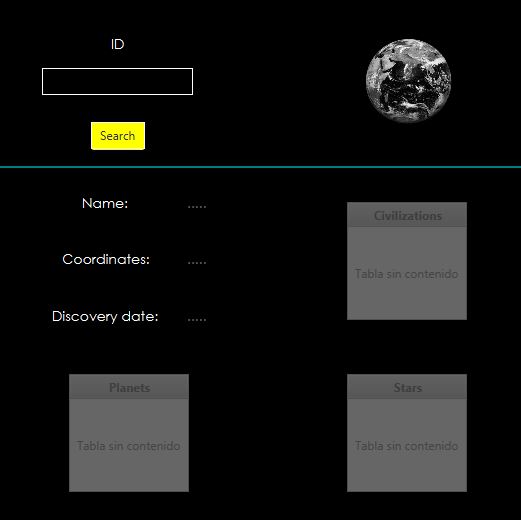 ID
Search
Name: .....
Civilizations
Tabla sin contenido
Coordinates: .....
Discovery date: .....
Planets
Tabla sin contenido
Stars
Tabla sin contenido